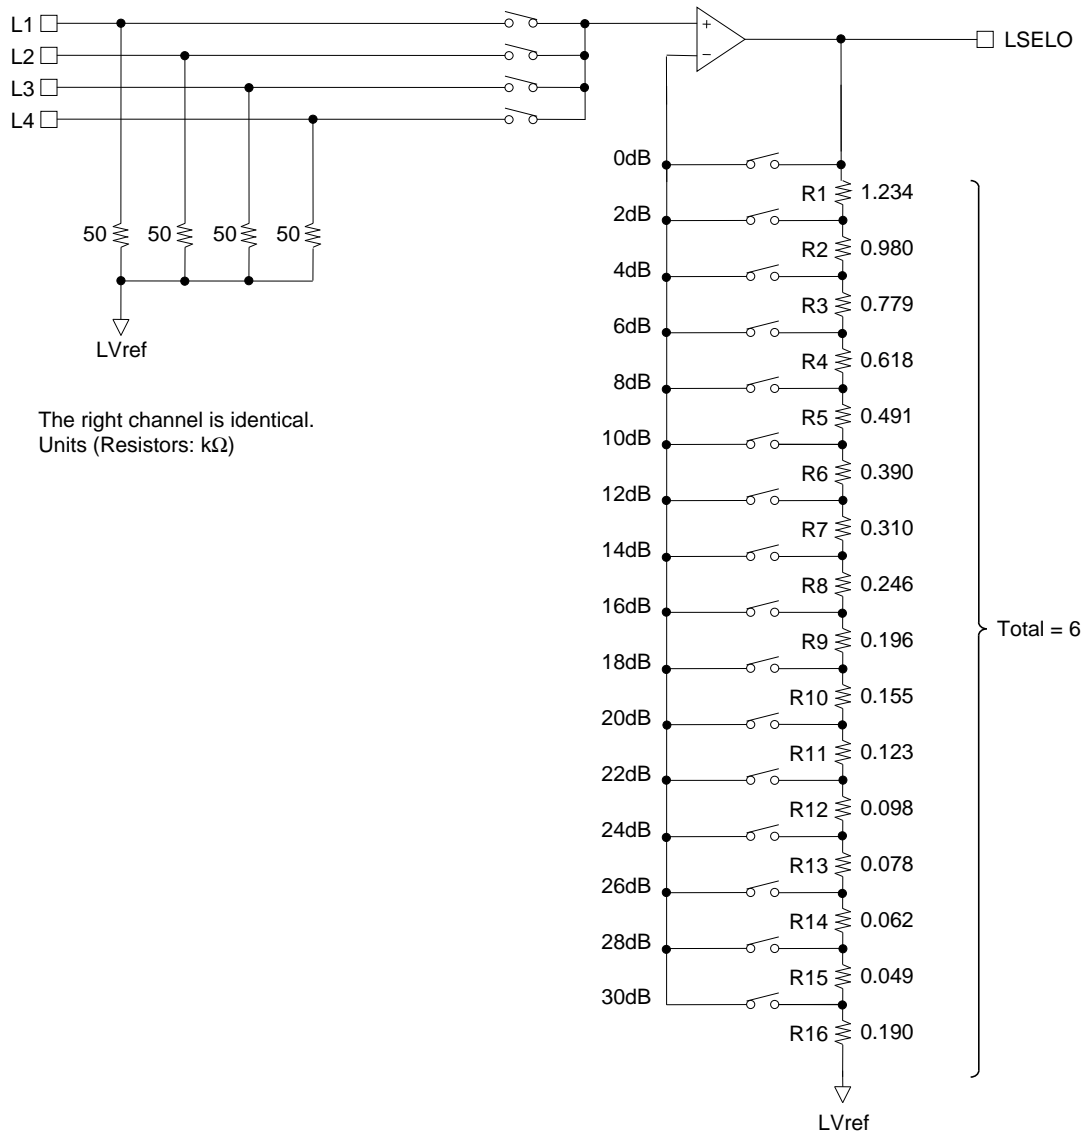 L1
L2
L3
L4
+
−
LSELO
50 50 50 50
LVref
The right channel is identical.
Units (Resistors: kΩ)
0dB
R1 1.234
2dB
R2 0.980
4dB
R3 0.779
6dB
R4 0.618
8dB
R5 0.491
10dB
R6 0.390
12dB
R7 0.310
14dB
R8 0.246
16dB
R9 0.196
Total = 6
18dB
R10 0.155
20dB
R11 0.123
22dB
R12 0.098
24dB
R13 0.078
26dB
R14 0.062
28dB
R15 0.049
30dB
R16 0.190
LVref